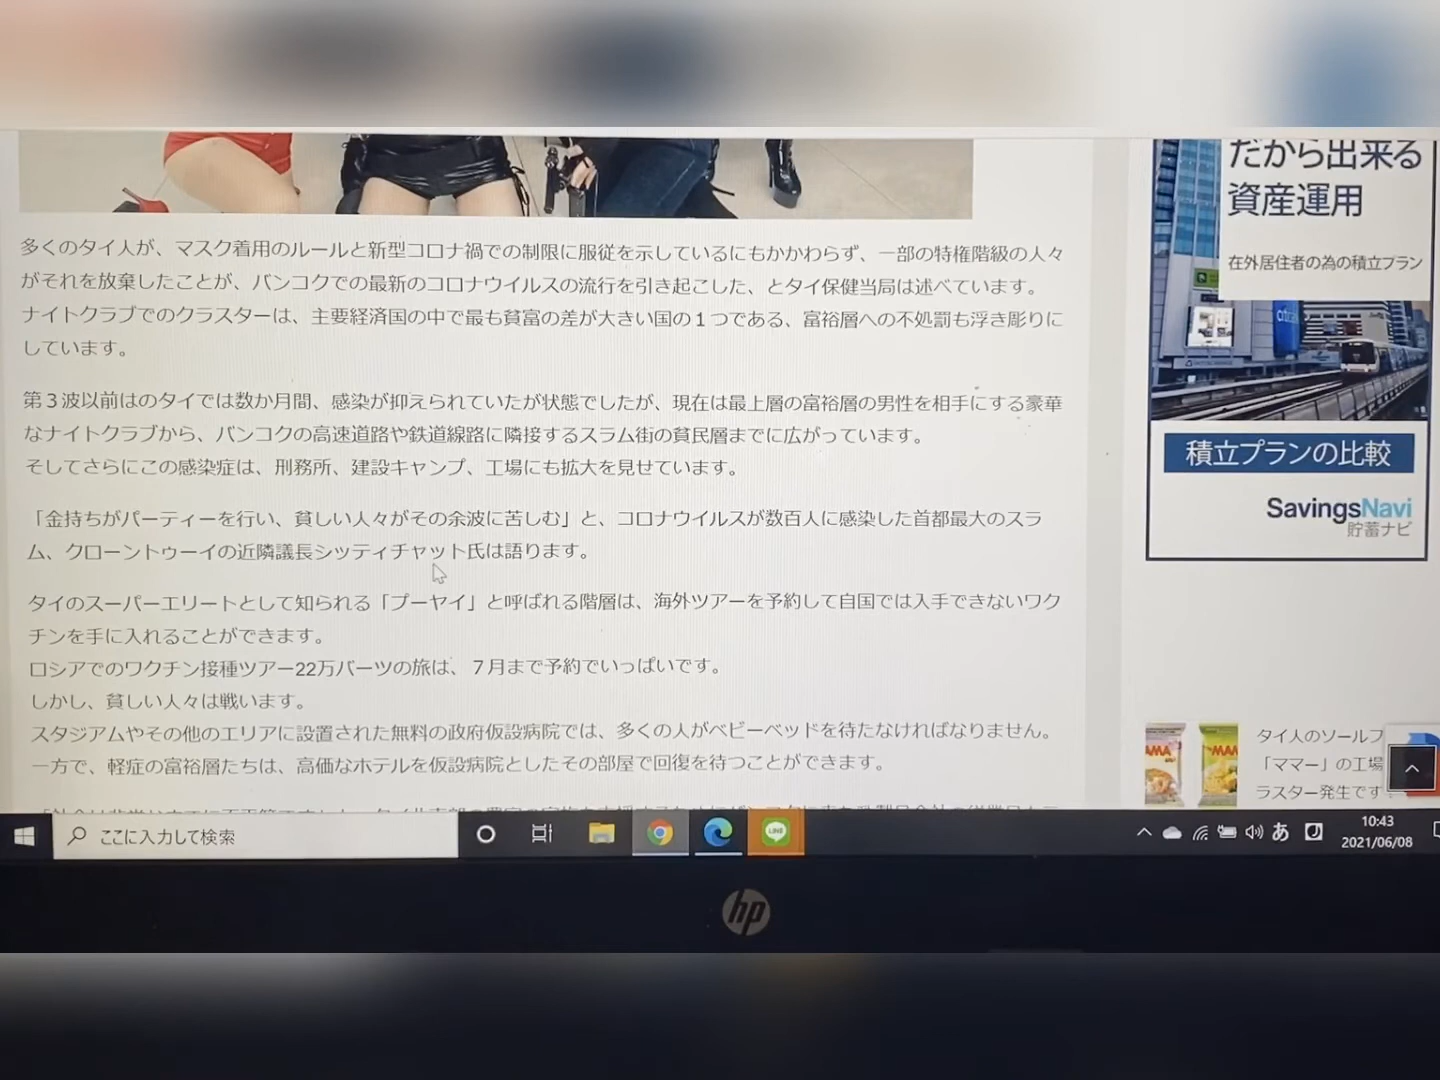 多くのタイ人が、マスク着用のルールと新型コロナ禍での制限に服従を示しているにもかかわらず、一部の特権階級の人々
がそれを放棄したことが、バンコクでの最新のコロナウイルスの流行を引き起こした、とタイ保健当局は述べています。
ナイトクラブでのクラスターは、主要経済国の中で最も貧富の差が大きい国の1つである、富裕層への不処罰も浮き彫りに
しています。
第3波以前はのタイでは数か月間、感染が抑えられていたが状態でしたが、現在は最上層の富裕層の男性を相手にする豪華
なナイトクラブから、バンコクの高速道路や鉄道線路に隣接するスラム街の貧民層までに広がっています。
そしてさらにこの感染症は、刑務所、建設キャンプ、工場にも拡大を見せています。
「金持ちがパーティーを行い、貧しい人々がその余波に苦しむ」と、コロナウイルスが数百人に感染した首都最大のスラ
ム、クローントゥーイの近隣議長シッティチャット氏は語ります。
タイのスーパーエリートとして知られる「プーヤイ」と呼ばれる階層は、海外ツアーを予約して自国では入手できないワク
チンを手に入れることができます。
ロシアでのワクチン接種ツアー22万バーツの旅は、7月まで予約でいっぱいです。
しかし、貧しい人々は戦います。
スタジアムやその他のエリアに設置された無料の政府仮設病院では、多くの人がベビーベッドを待たなければなりません。
一方で、軽症の富裕層たちは、高価なホテルを仮設病院としたその部屋で回復を待つことができます。
だから出来る
資産運用
在外居住者の為の積立プラン
積立プランの比較
SavingsNavi
貯蓄ナビ
タイ人のソールフ
「ママー」の工場
ラスター発生です
ここに入力して検索
LINE
あ
10:43
2021/06/08
hp